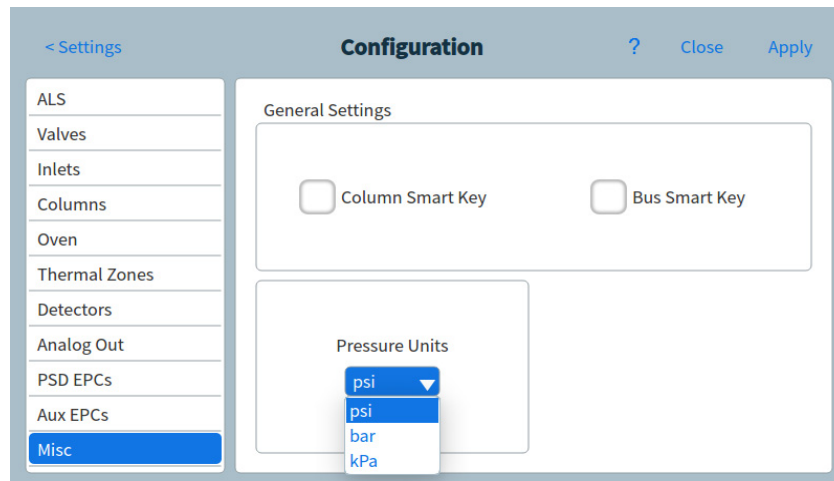 < Settings
Configuration
?
Close
Apply
ALS
Valves
Inlets
Columns
Oven
Thermal Zones
Detectors
Analog Out
PSD EPCs
Aux EPCs
Misc
General Settings
Column Smart Key
Bus Smart Key
Pressure Units
psi
psi
bar
kPa